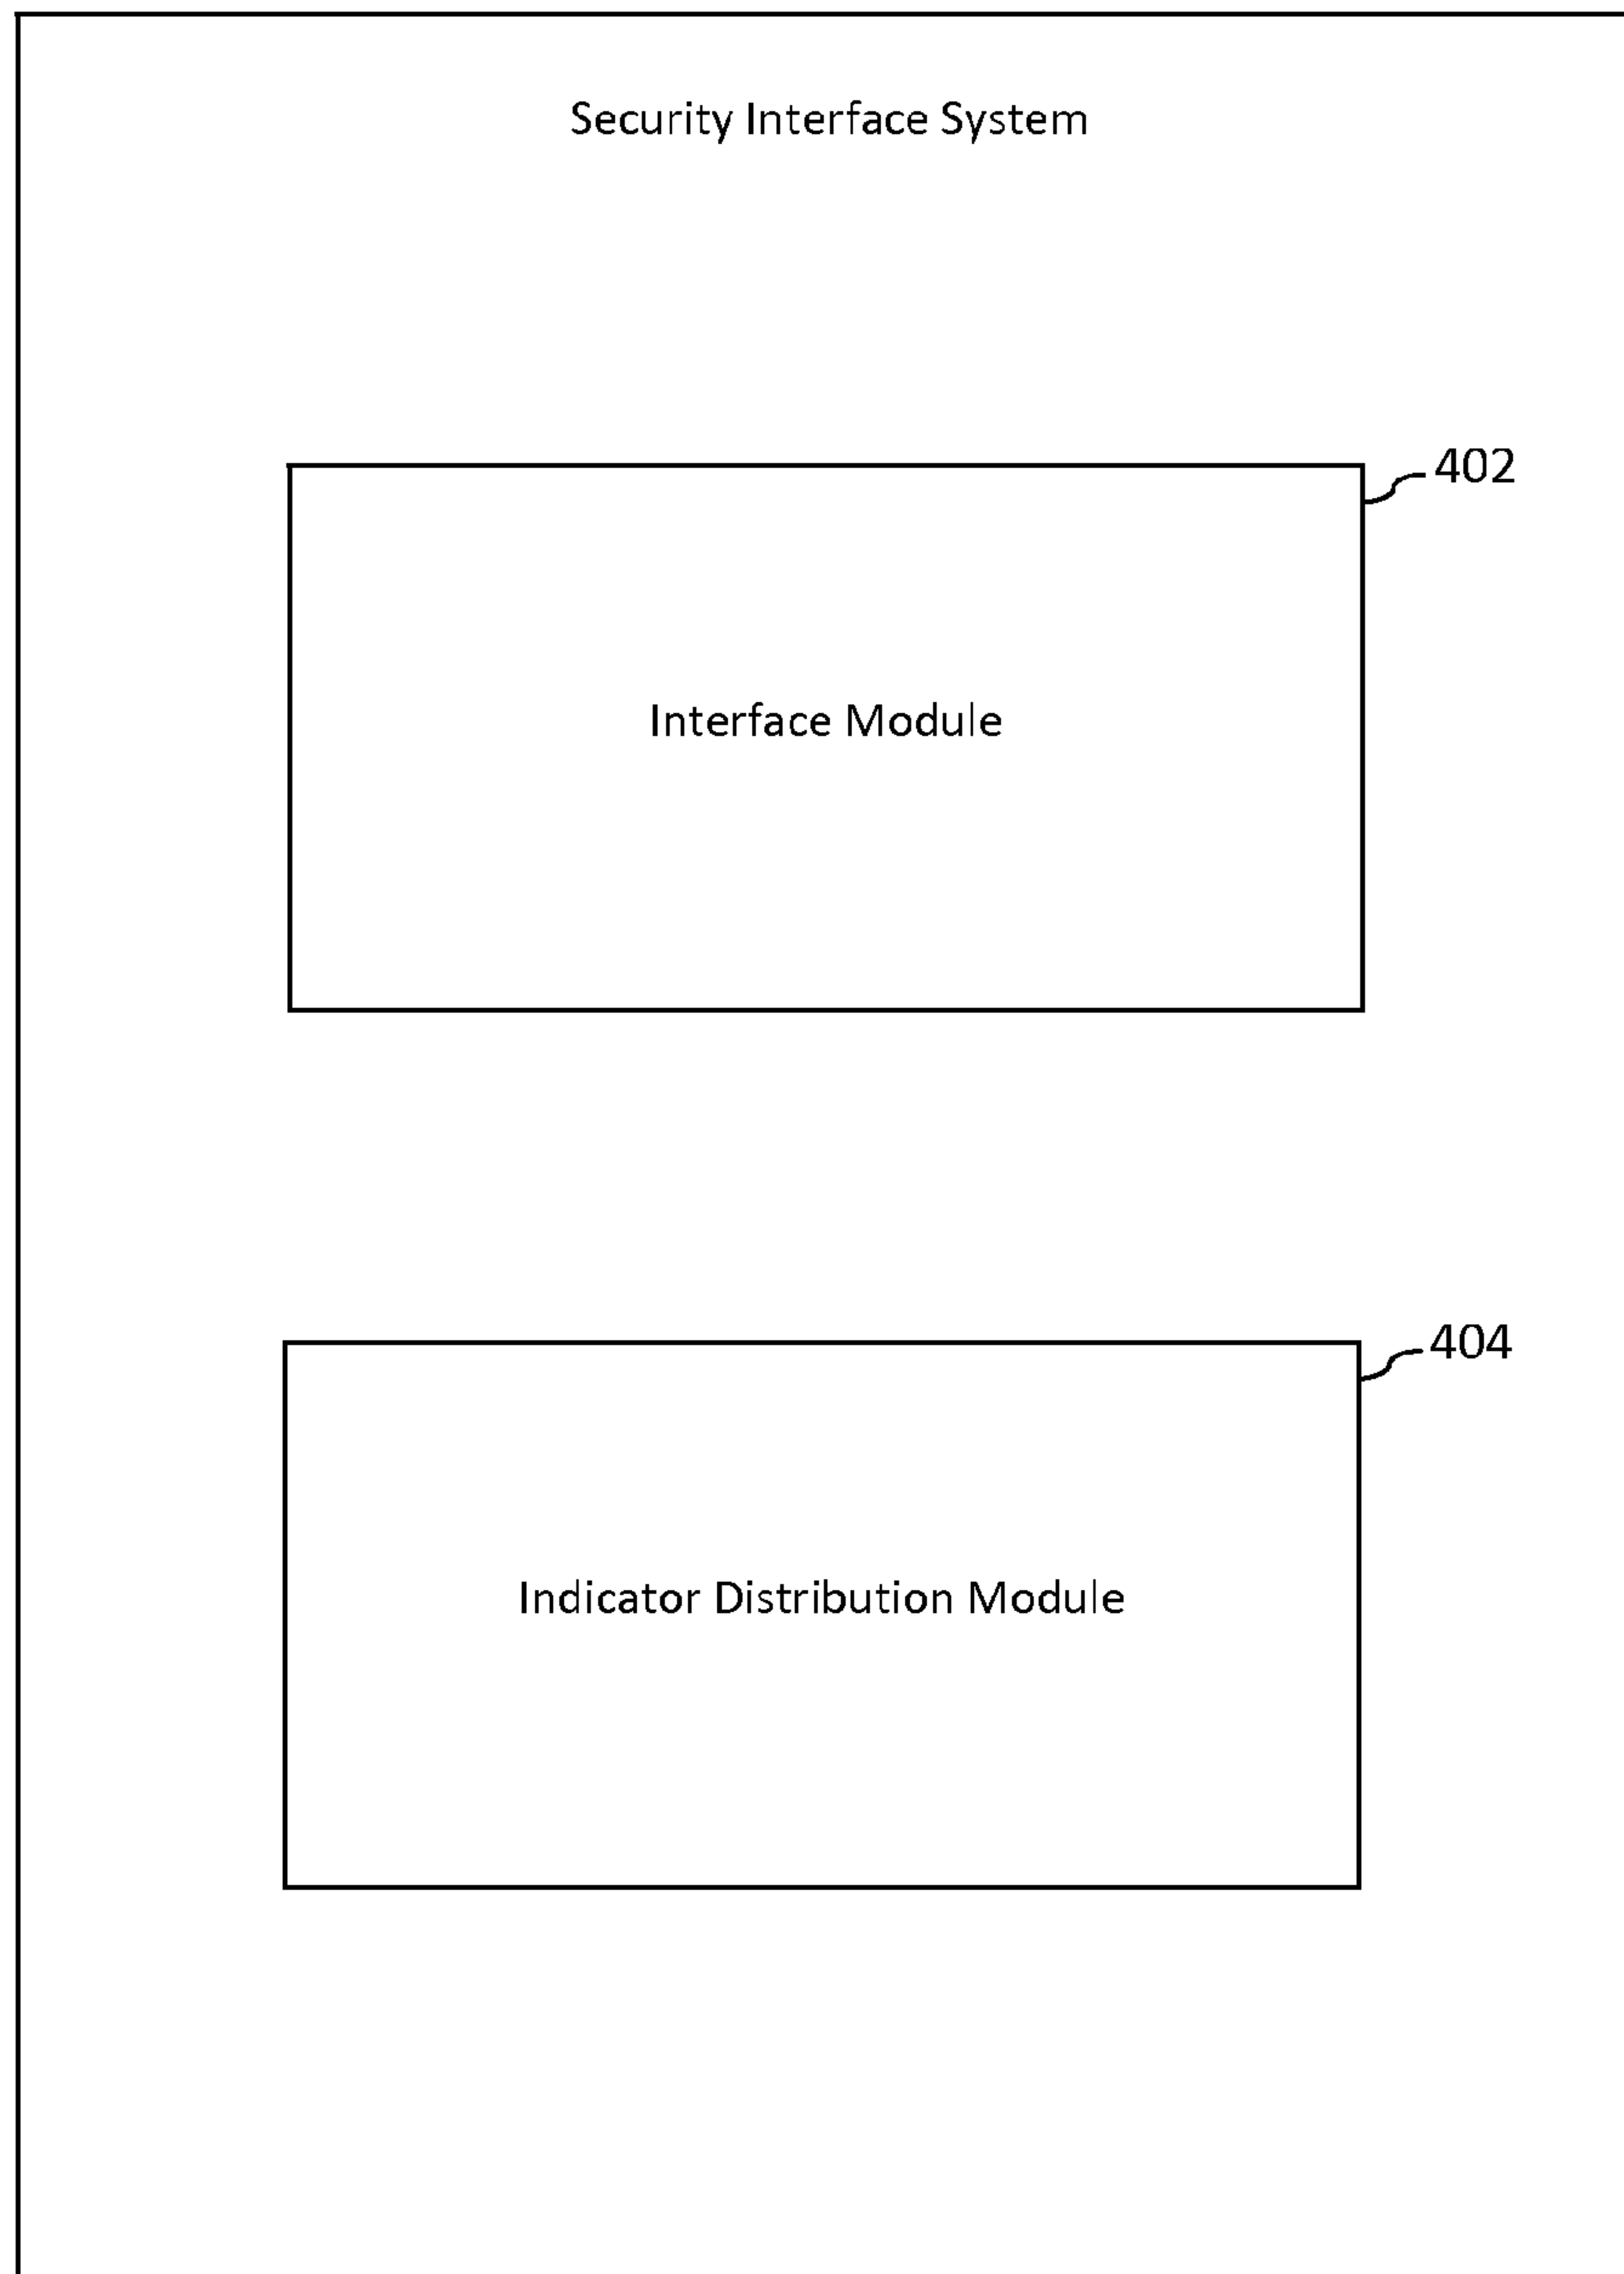 Security Interface System
402
Interface Module
404
Indicator Distribution Module